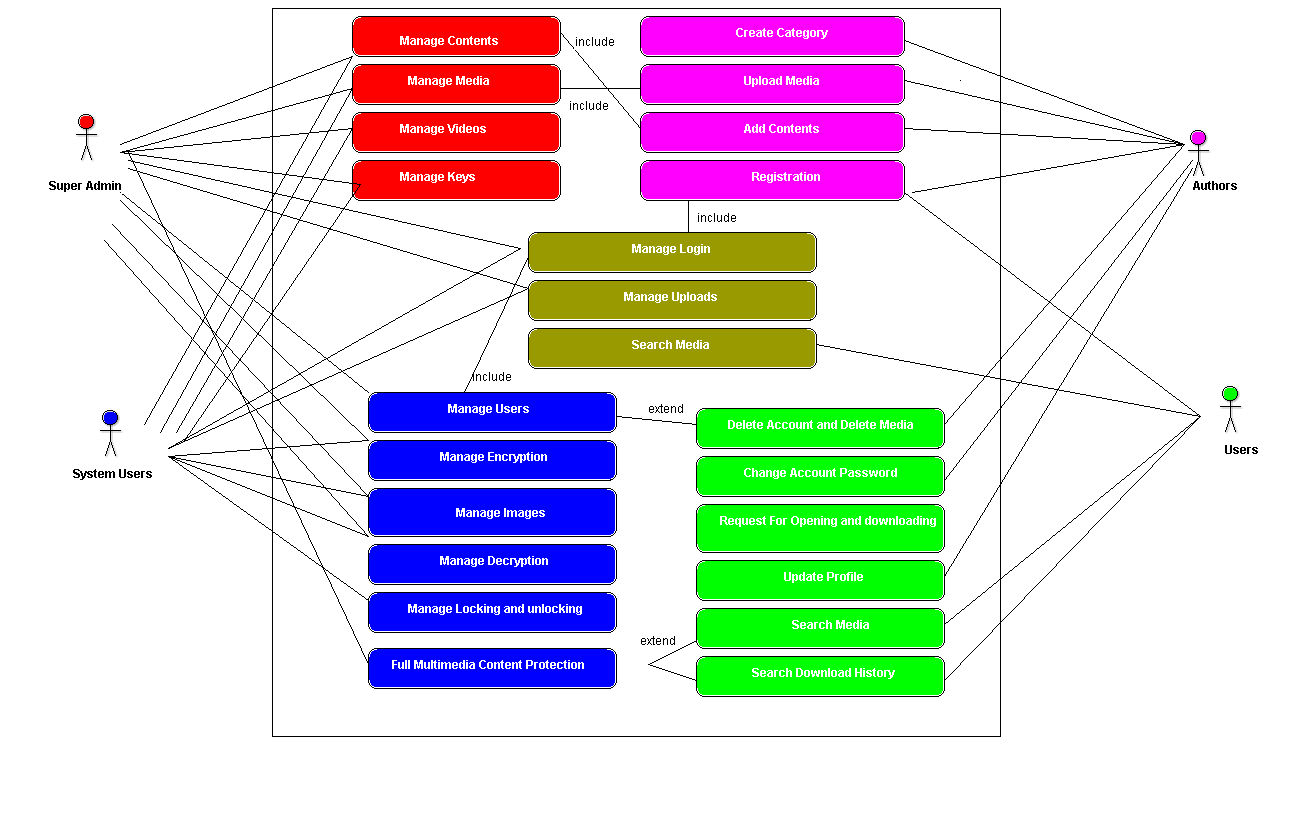 Manage Contents
include
Create Category
Manage Media
include
Upload Media
Manage Videos
Add Contents
Manage Keys
Registration
Super Admin
Authors
include
Manage Login
Manage Uploads
Search Media
include
Manage Users
extend
Delete Account and Delete Media
System Users
Users
Manage Encryption
Change Account Password
Manage Images
Request For Opening and downloading
Manage Decryption
Update Profile
Manage Locking and unlocking
Search Media
extend
Full Multimedia Content Protection
Search Download History